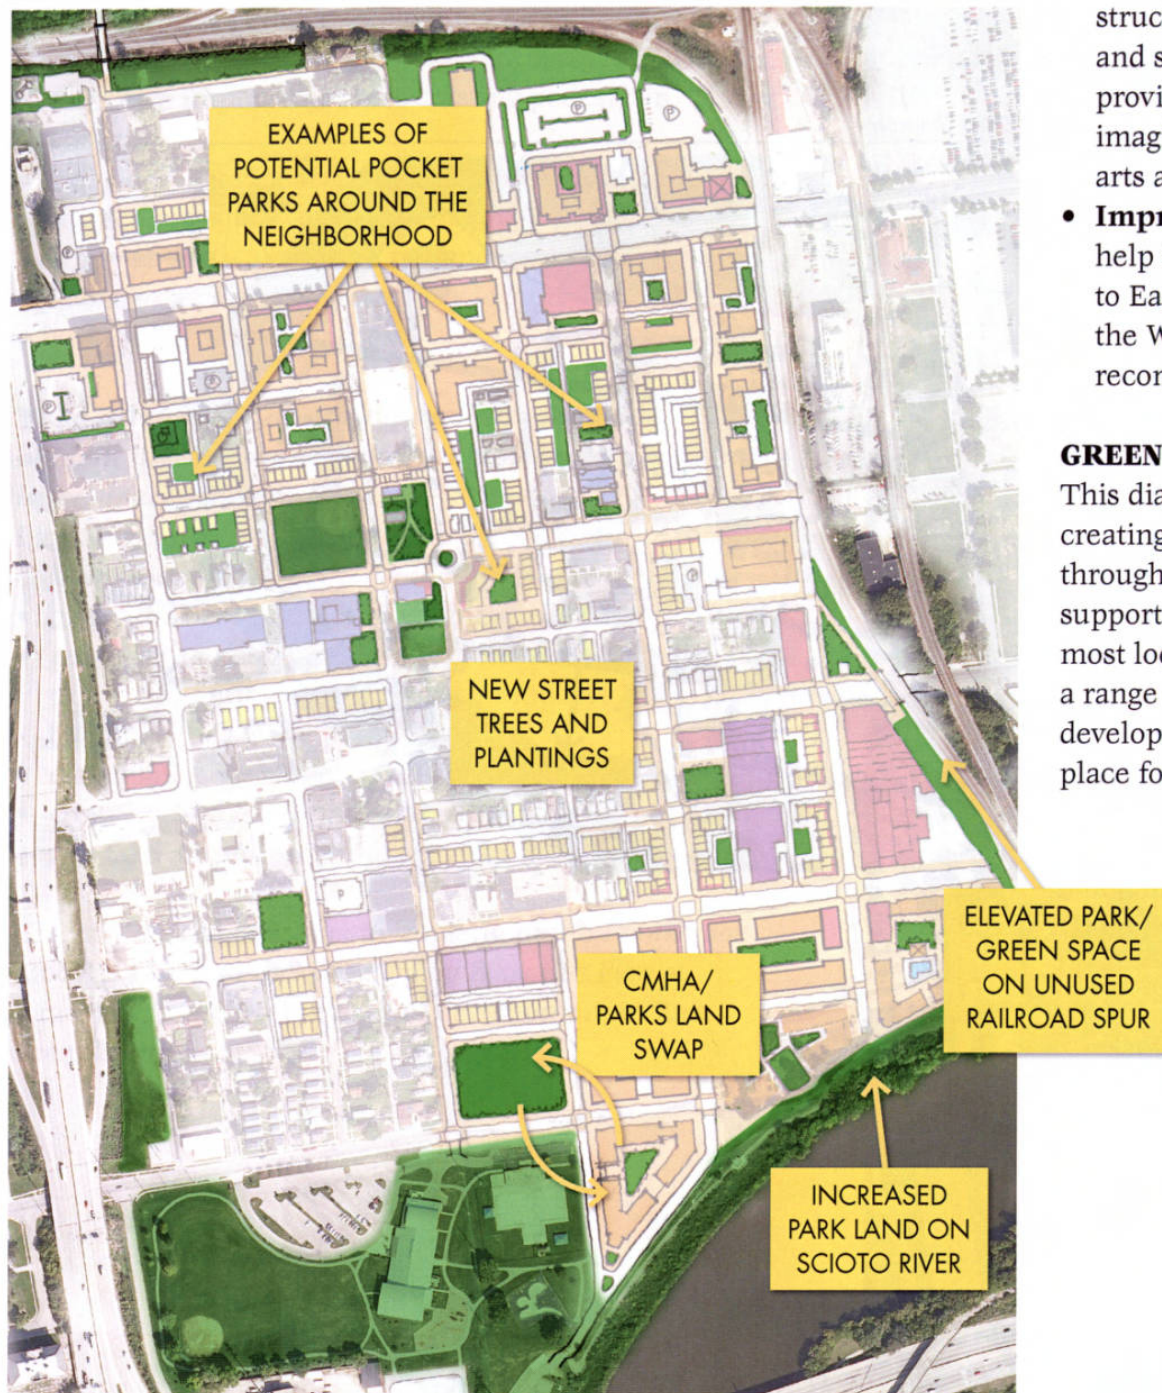 EXAMPLES OF
POTENTIAL POCKET
PARKS AROUND THE
NEIGHBORHOOD
NEW STREET
TREES AND
PLANTINGS
CMHA/
PARKS LAND
SWAP
ELEVATED PARK/
GREEN SPACE
ON UNUSED
RAILROAD SPUR
INCREASED
PARK LAND ON
SCIOTO RIVER
P
P
P
P
P
P
P
struc
and s
provi
imag
arts a
• Impr
help
to Ea
the W
recon
GREEN
This dia
creating
through
support
most loc
a range
develop
place fo